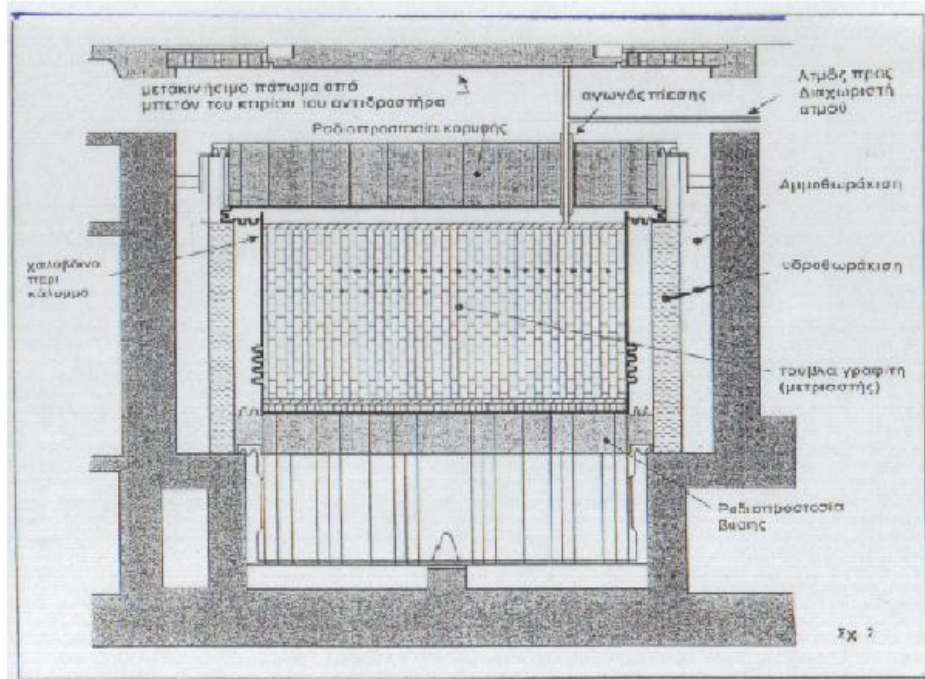 μετακινήσιμο πάτωμα από
μπετόν του κτιρίου του αντιδραστήρα
αγωγός πίεσης
Ατμός προς
Διαχωριστή
ατμού
Ραδιοπροστασία κορυφής
Αμμοθωράκιση
υδροθωράκιση
χαλύβδινο
περι
κάλυμμα
τούβλα γραφίτη
(μετριαστής)
Ραδιοπροστασία
βάσης
Σχ